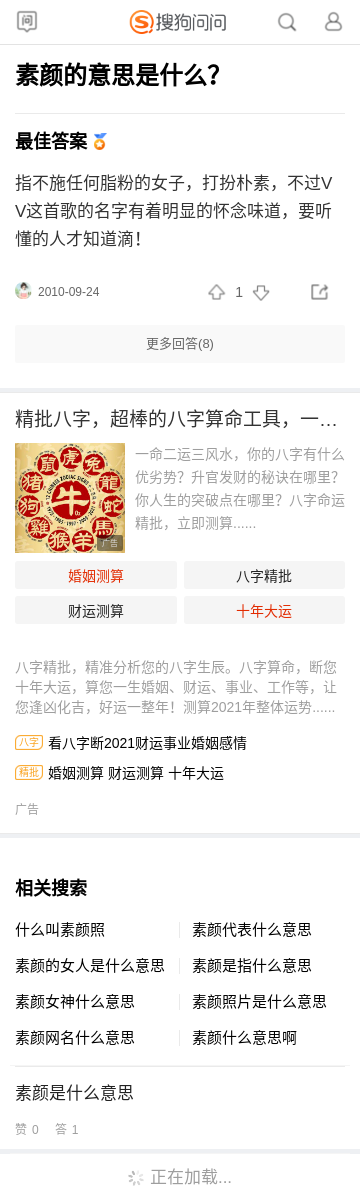 问
搜狗问问
素颜的意思是什么？
最佳答案
指不施任何脂粉的女子，打扮朴素，不过V
V这首歌的名字有着明显的怀念味道，要听
懂的人才知道滴！
2010-09-24
1
更多回答(8)
精批八字，超棒的八字算命工具，一…
一命二运三风水，你的八字有什么
优劣势？升官发财的秘诀在哪里？
你人生的突破点在哪里？八字命运
精批，立即测算......
广告
婚姻测算
八字精批
财运测算
十年大运
八字精批，精准分析您的八字生辰。八字算命，断您
十年大运，算您一生婚姻、财运、事业、工作等，让
您逢凶化吉，好运一整年！测算2021年整体运势......
八字 看八字断2021财运事业婚姻感情
精批 婚姻测算 财运测算 十年大运
广告
相关搜索
什么叫素颜照
素颜代表什么意思
素颜的女人是什么意思
素颜是指什么意思
素颜女神什么意思
素颜照片是什么意思
素颜网名什么意思
素颜什么意思啊
素颜是什么意思
赞 0 答 1
正在加载...